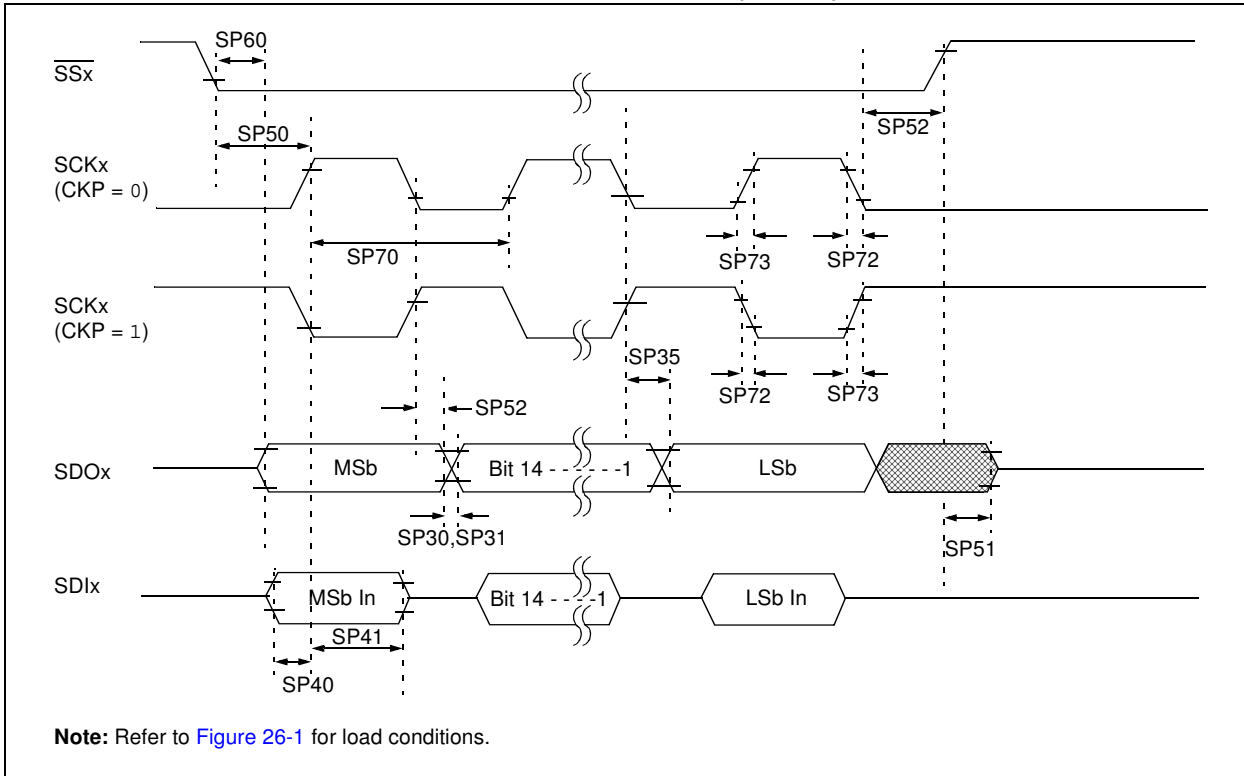 SP60
SSx
SP52
SP50
SCKx
(CKP = 0)
SP70
SP73
SP72
SCKx
(CKP = 1)
SP35
SP72
SP73
SP52
SDOx
MSb
Bit 14 - - - - - -1
LSb
SP30,SP31
SP51
SDIx
MSb In
Bit 14 - - - -1
LSb In
SP41
SP40
Note: Refer to Figure 26-1 for load conditions.